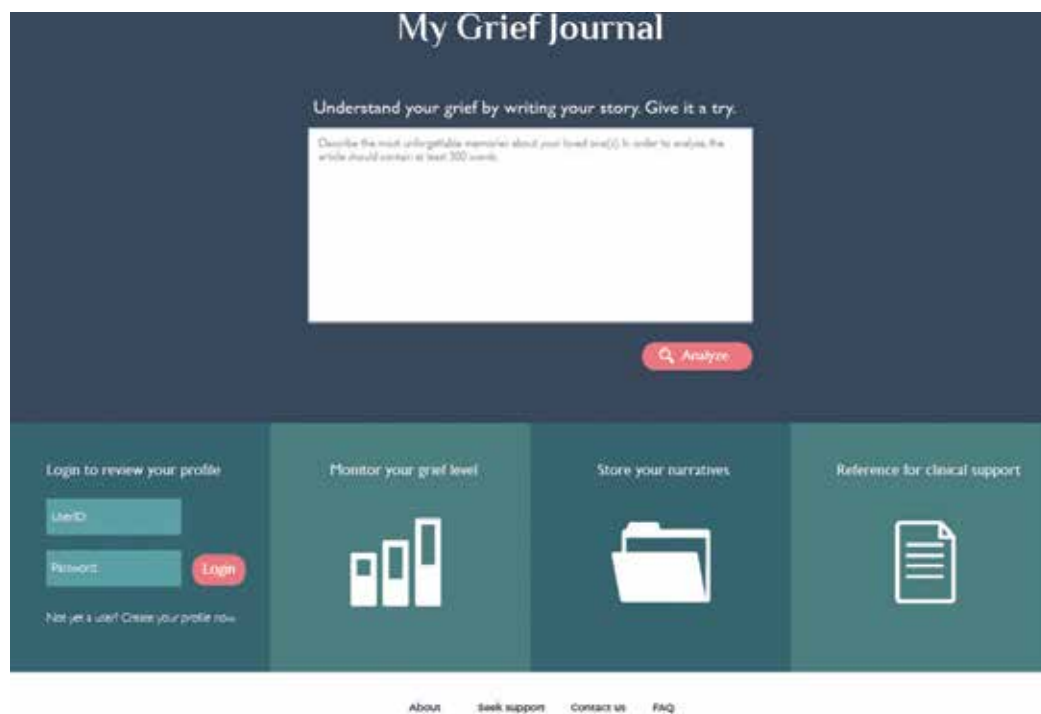 My Grief Journal
Understand your grief by writing your story. Give it a try.
Describe the most unforgettable memories about your loved one(s). In order to analyze, the
article should contain at least 300 words.
Analyze
Login to review your profile
UserID:
Password:
Login
Not yet a user? Create your profile now.
Monitor your grief level
Store your narratives
Reference for clinical support
About
Seek support
Contact us
FAQ